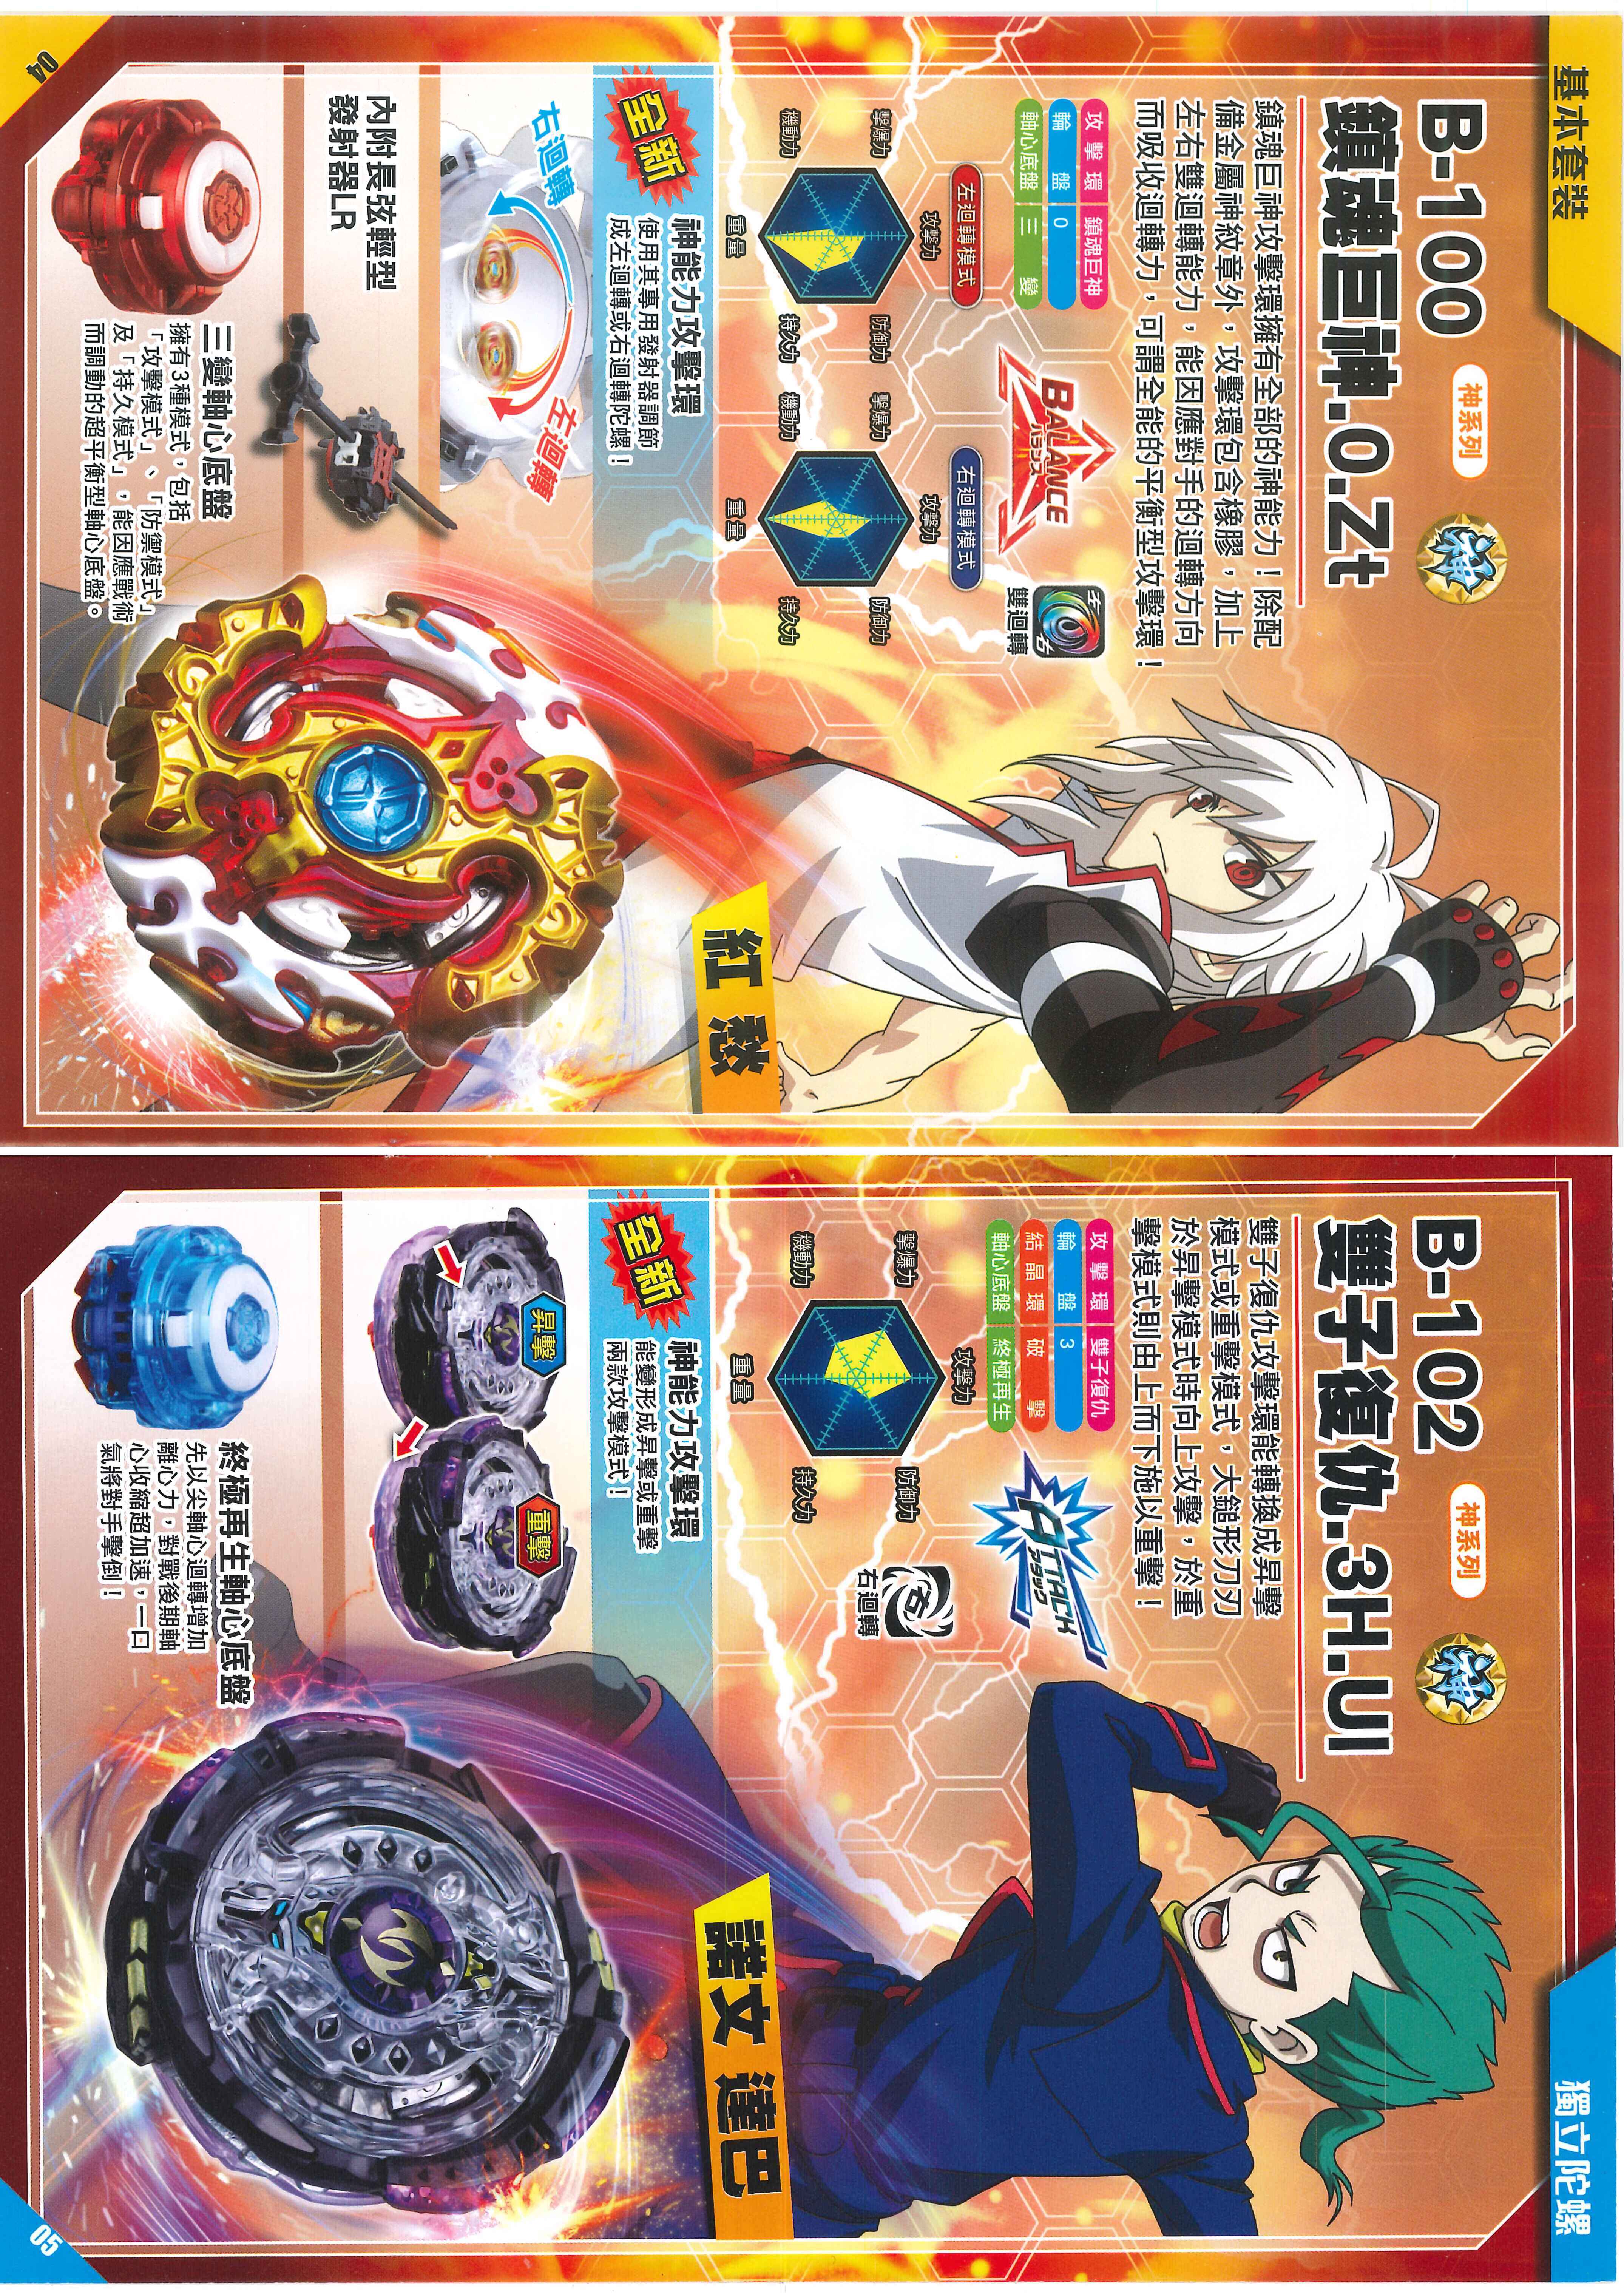 基本套裝
B-100
神系列
神
鎮魂巨神.0.Zt
鎮魂巨神攻擊環擁有全部的神能力！除配
備金屬神紋章外，攻擊環包含橡膠，加上
左右雙迴轉能力，能因應對手的迴轉方向
而吸收迴轉力，可謂全能的平衡型攻擊環！
攻擊環 鎮魂巨神
輪盤 0
軸心底盤 三變
BALANCE
バランス
左
右
雙迴轉
左迴轉模式
攻擊力
擊爆力
防御力
機動力
持久力
重量
右迴轉模式
攻擊力
擊爆力
防御力
機動力
持久力
重量
紅 愁
全新
神能力攻擊環
使用其專用發射器調節
成左迴轉或右迴轉陀螺！
右迴轉
左迴轉
內附長弦輕型
發射器LR
三變軸心底盤
擁有3種模式，包括
「攻擊模式」、「防禦模式」
及「持久模式」，能因應戰術
而調動的超平衡型軸心底盤。
04
獨立陀螺
B-102
神系列
神
雙子復仇.3H.Ul
雙子復仇攻擊環能轉換成昇擊
模式或重擊模式，大鎚形刀刃
於昇擊模式時向上攻擊，於重
擊模式則由上而下施以重擊！
攻擊環 雙子復仇
輪盤 3
結晶環 破擊
軸心底盤 終極再生
ATTACK
アタック
攻擊力
擊爆力
防御力
機動力
持久力
重量
右
右迴轉
諾文 達巴
全新
神能力攻擊環
能變形成昇擊或重擊
兩款攻擊模式！
昇擊
重擊
終極再生軸心底盤
先以尖軸心迴轉增加
離心力，對戰後期軸
心收縮超加速，一口
氣將對手擊倒！
05